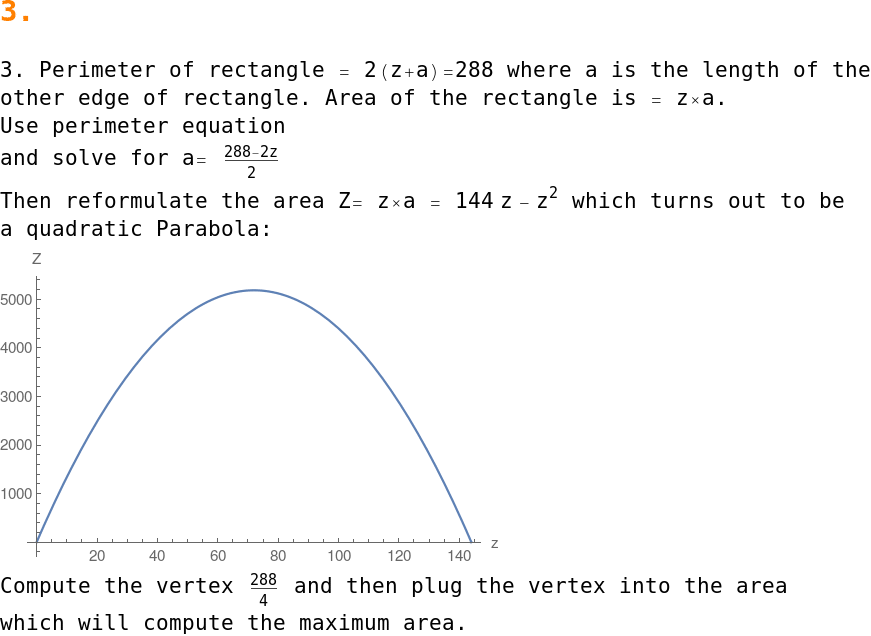 3.
3. Perimeter of rectangle = 2(z+a)=288 where a is the length of the
other edge of rectangle. Area of the rectangle is = z×a.
Use perimeter equation
and solve for a= \frac{288-2z}{2}
Then reformulate the area Z= z×a = 144 z - z^2 which turns out to be
a quadratic Parabola:
Z
5000
4000
3000
2000
1000
20 40 60 80 100 120 140 z
Compute the vertex \frac{288}{4} and then plug the vertex into the area
which will compute the maximum area.